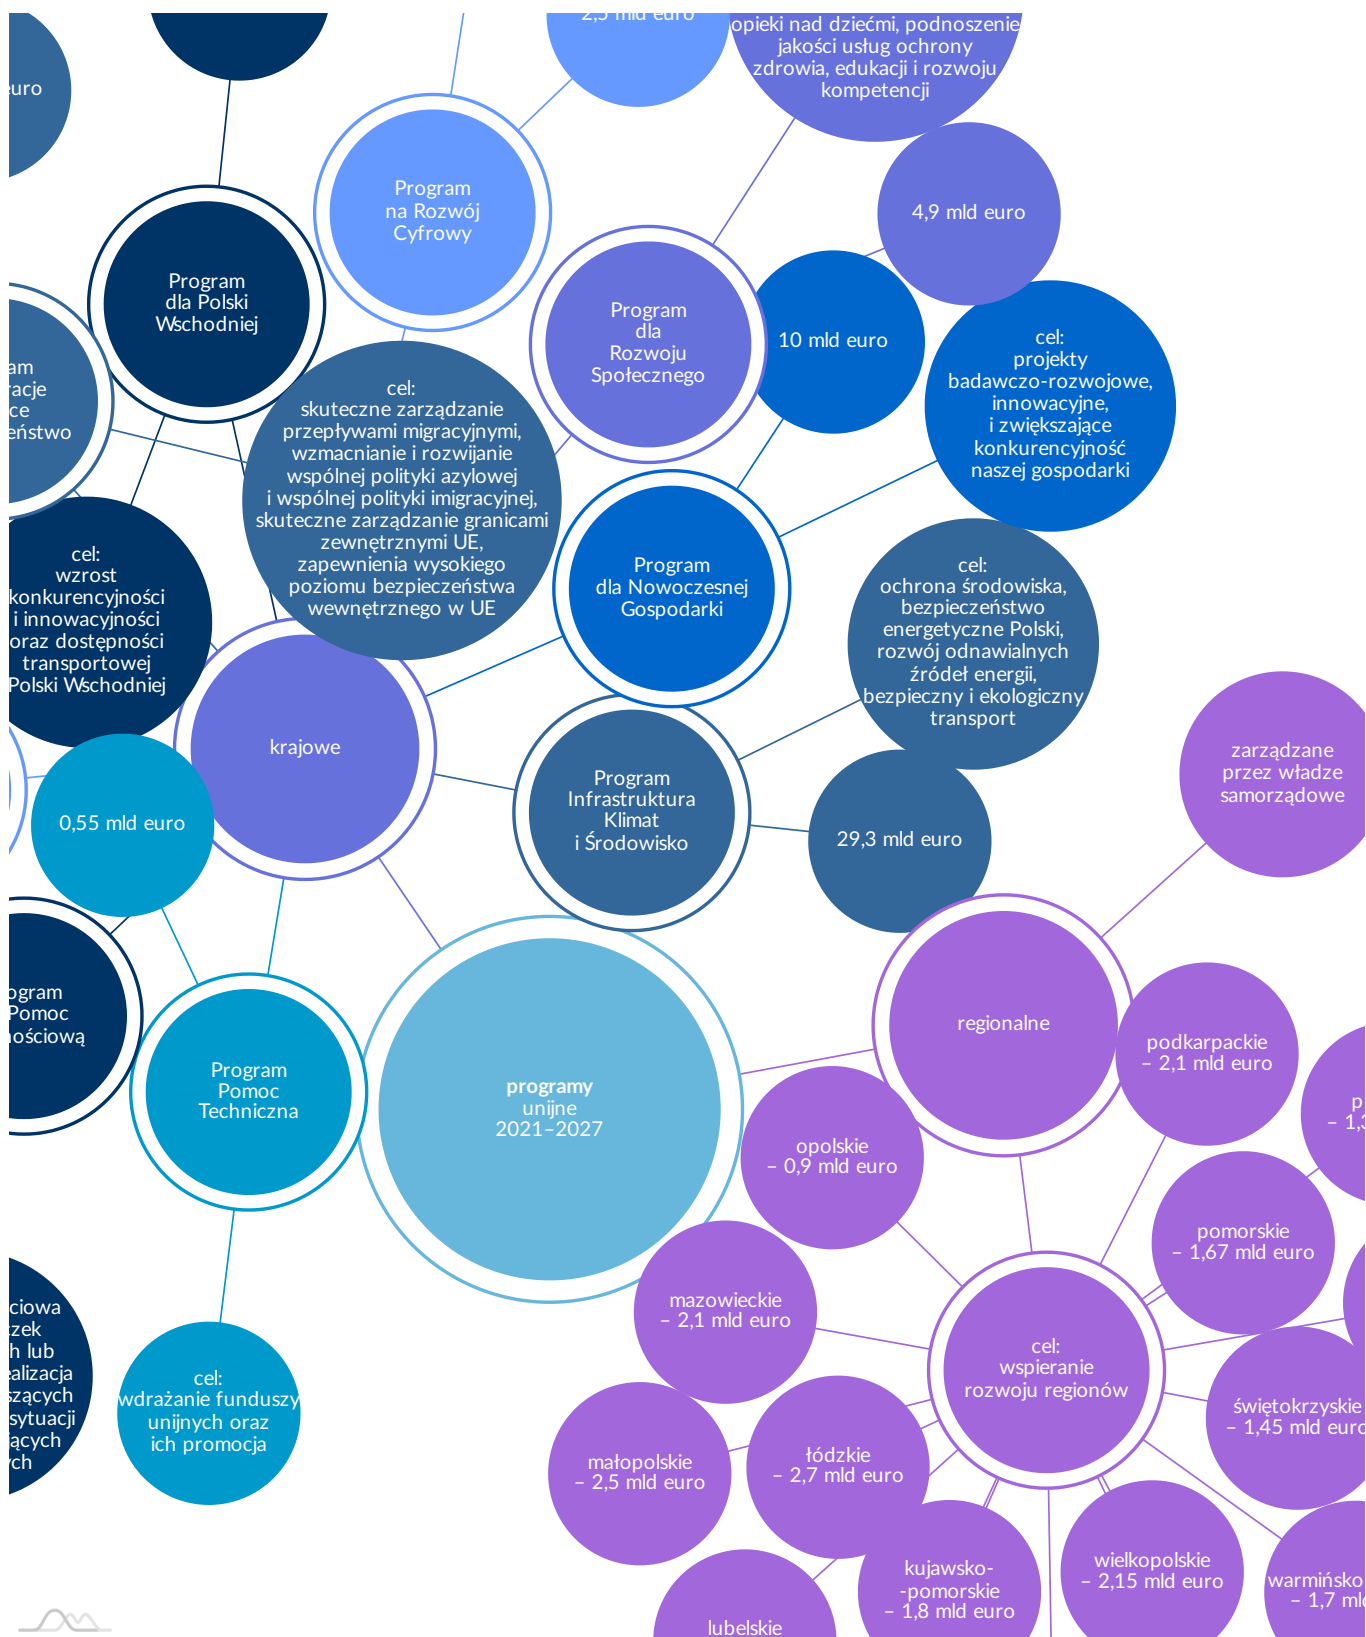 2,5 mld euro
opieki nad dziećmi, podnoszenie
jakości usług ochrony
zdrowia, edukacji i rozwoju
kompetencji
euro
Program
na Rozwój
Cyfrowy
4,9 mld euro
Program
dla Polski
Wschodniej
Program
dla
Rozwoju
Społecznego
10 mld euro
cel:
projekty
badawczo-rozwojowe,
innowacyjne,
i zwiększające
konkurencyjność
naszej gospodarki
cel:
skuteczne zarządzanie
przepływami migracyjnymi,
wzmacnianie i rozwijanie
wspólnej polityki azylowej
i wspólnej polityki imigracyjnej,
skuteczne zarządzanie granicami
zewnętrznymi UE,
zapewnienia wysokiego
poziomu bezpieczeństwa
wewnętrznego w UE
cel:
wzrost
konkurencyjności
i innowacyjności
oraz dostępności
transportowej
Polski Wschodniej
Program
dla Nowoczesnej
Gospodarki
cel:
ochrona środowiska,
bezpieczeństwo
energetyczne Polski,
rozwój odnawialnych
źródeł energii,
bezpieczny i ekologiczny
transport
krajowe
zarządzane
przez władze
samorządowe
0,55 mld euro
Program
Infrastruktura
Klimat
i Środowisko
29,3 mld euro
Pomoc
regionalne
podkarpackie
– 2,1 mld euro
Program
Pomoc
Techniczna
programy
unijne
2021–2027
opolskie
– 0,9 mld euro
pomorskie
– 1,67 mld euro
mazowieckie
– 2,1 mld euro
cel:
wspieranie
rozwoju regionów
h lub
sytuacji
cel:
wdrażanie funduszy
unijnych oraz
ich promocja
świętokrzyskie
– 1,45 mld euro
małopolskie
– 2,5 mld euro
łódzkie
– 2,7 mld euro
kujawsko-
-pomorskie
– 1,8 mld euro
wielkopolskie
– 2,15 mld euro
warmińsko
– 1,7
lubelskie